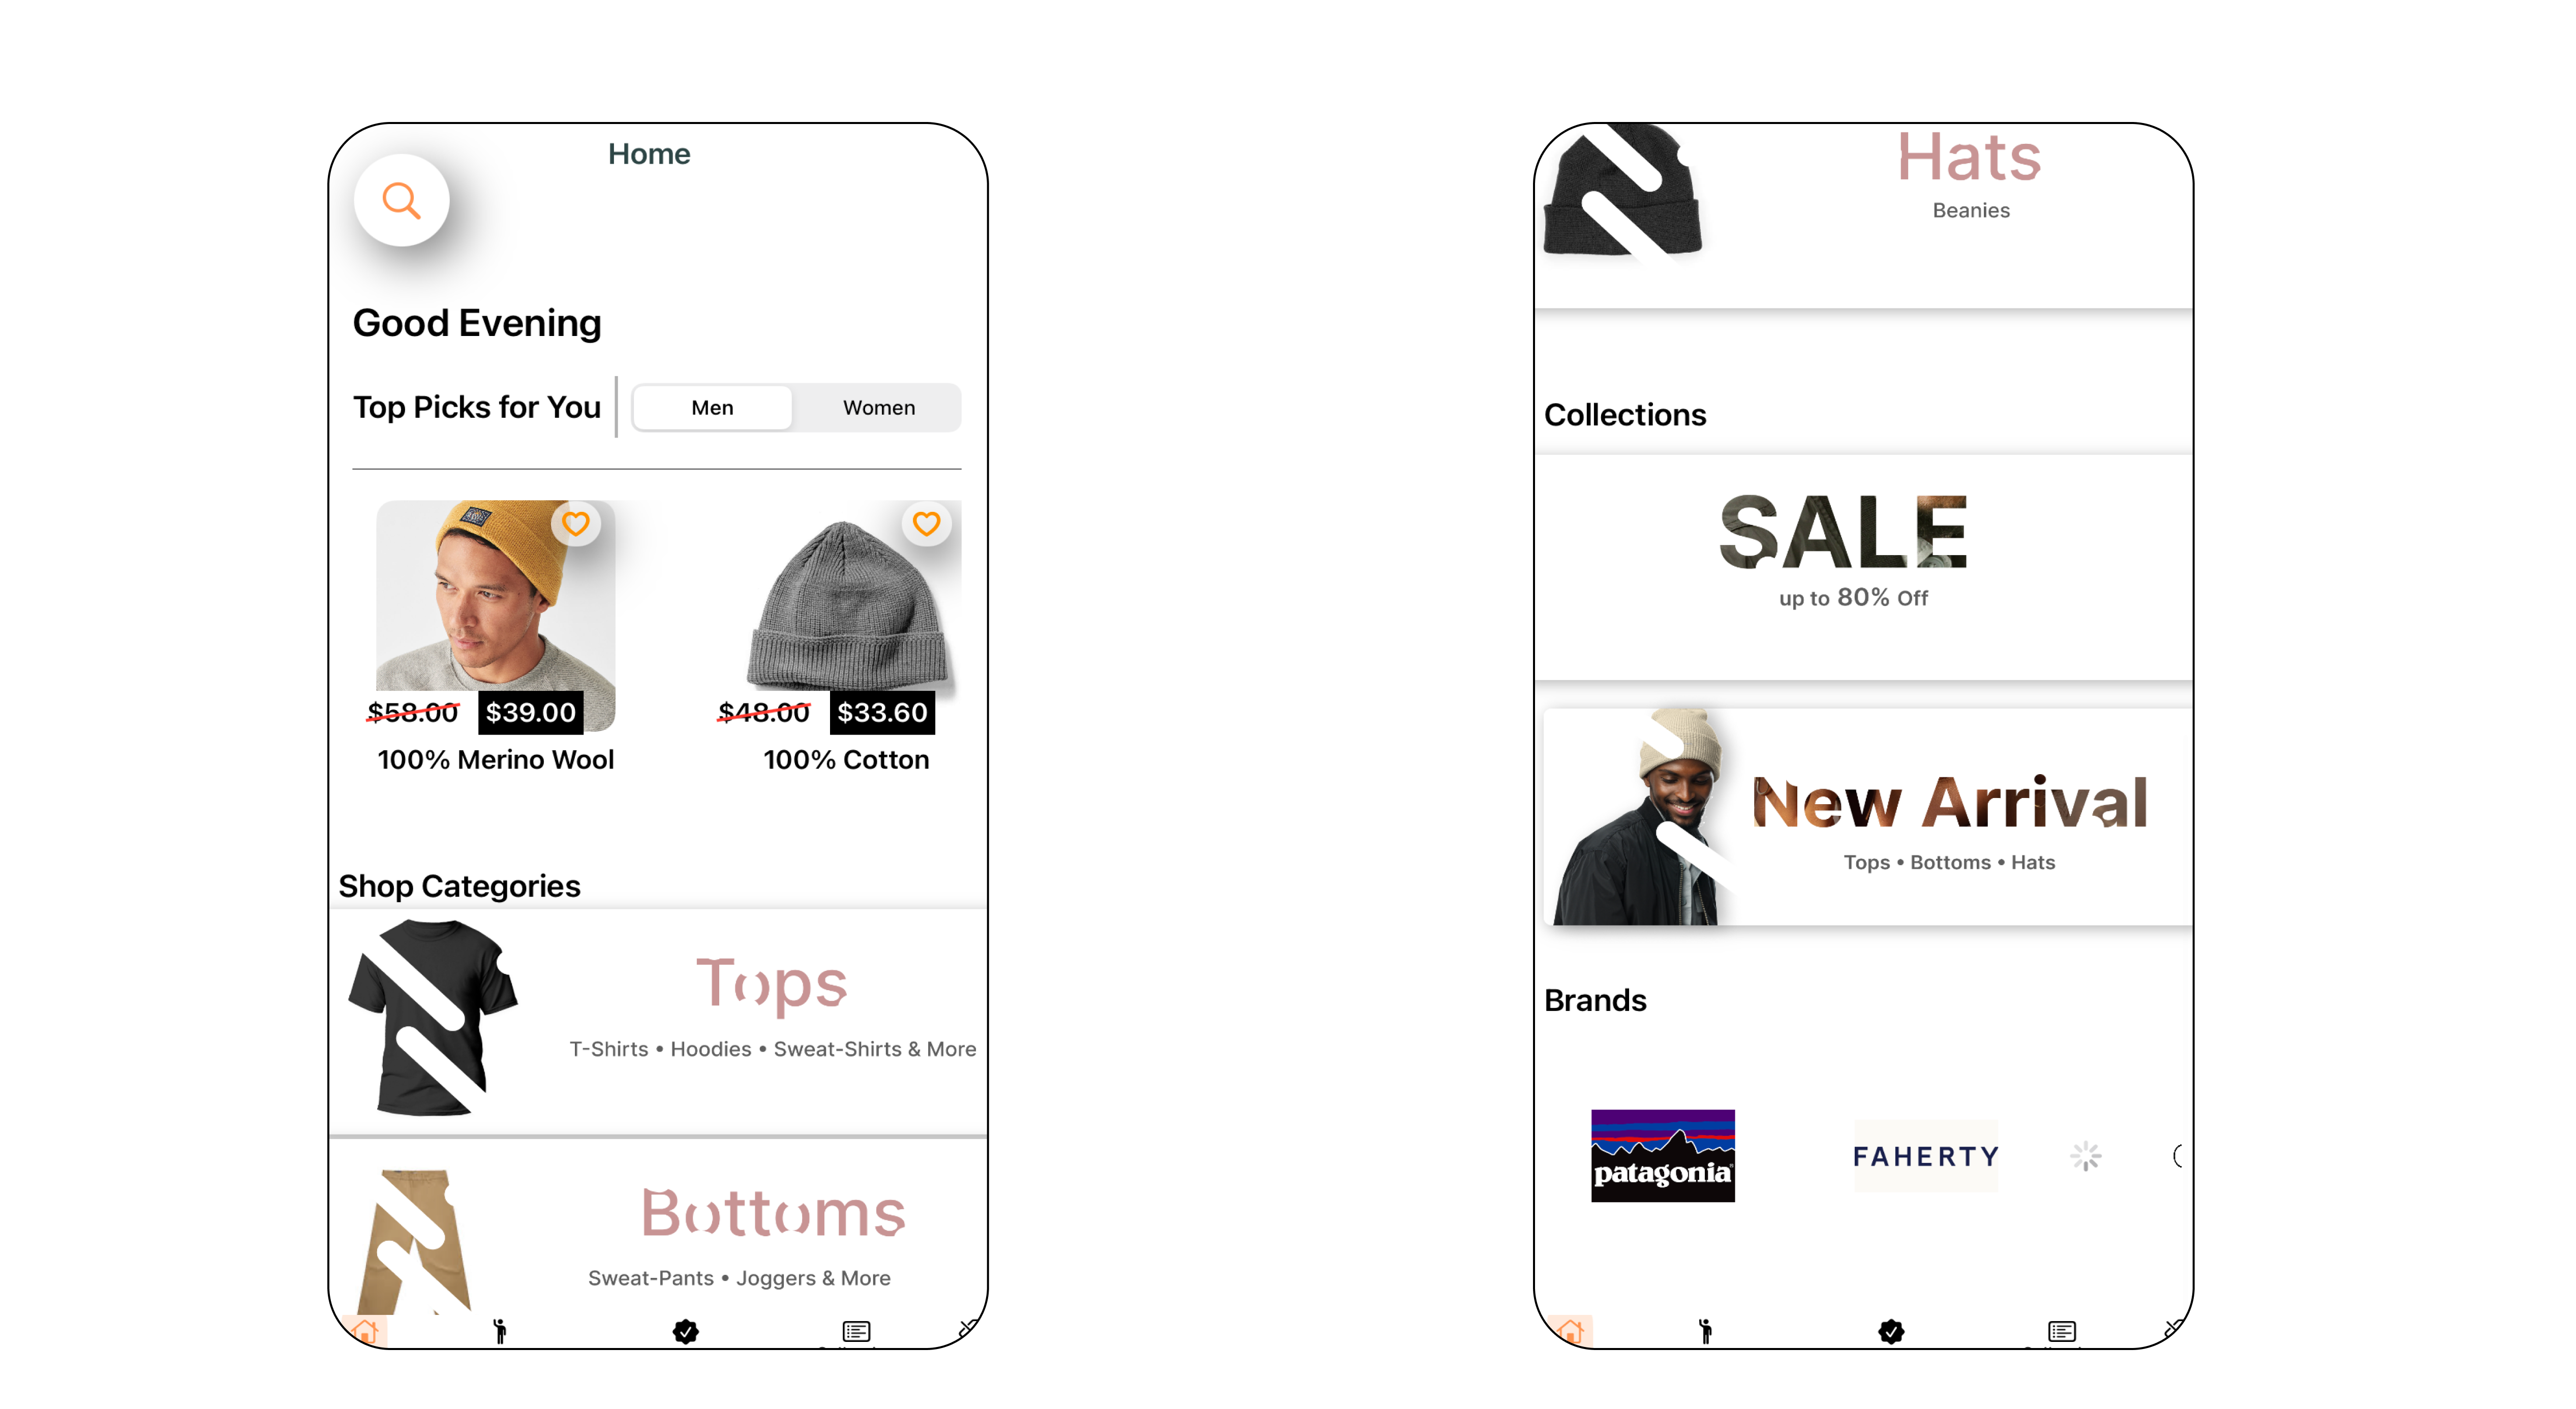 Home
Good Evening
Top Picks for You
Men
Women
$58.00 $39.00
100% Merino Wool
$48.00 $33.60
100% Cotton
Shop Categories
Tops
T-Shirts • Hoodies • Sweat-Shirts & More
Bottoms
Sweat-Pants • Joggers & More
Hats
Beanies
Collections
SALE
up to 80% Off
New Arrival
Tops • Bottoms • Hats
Brands
patagonia
FAHERTY